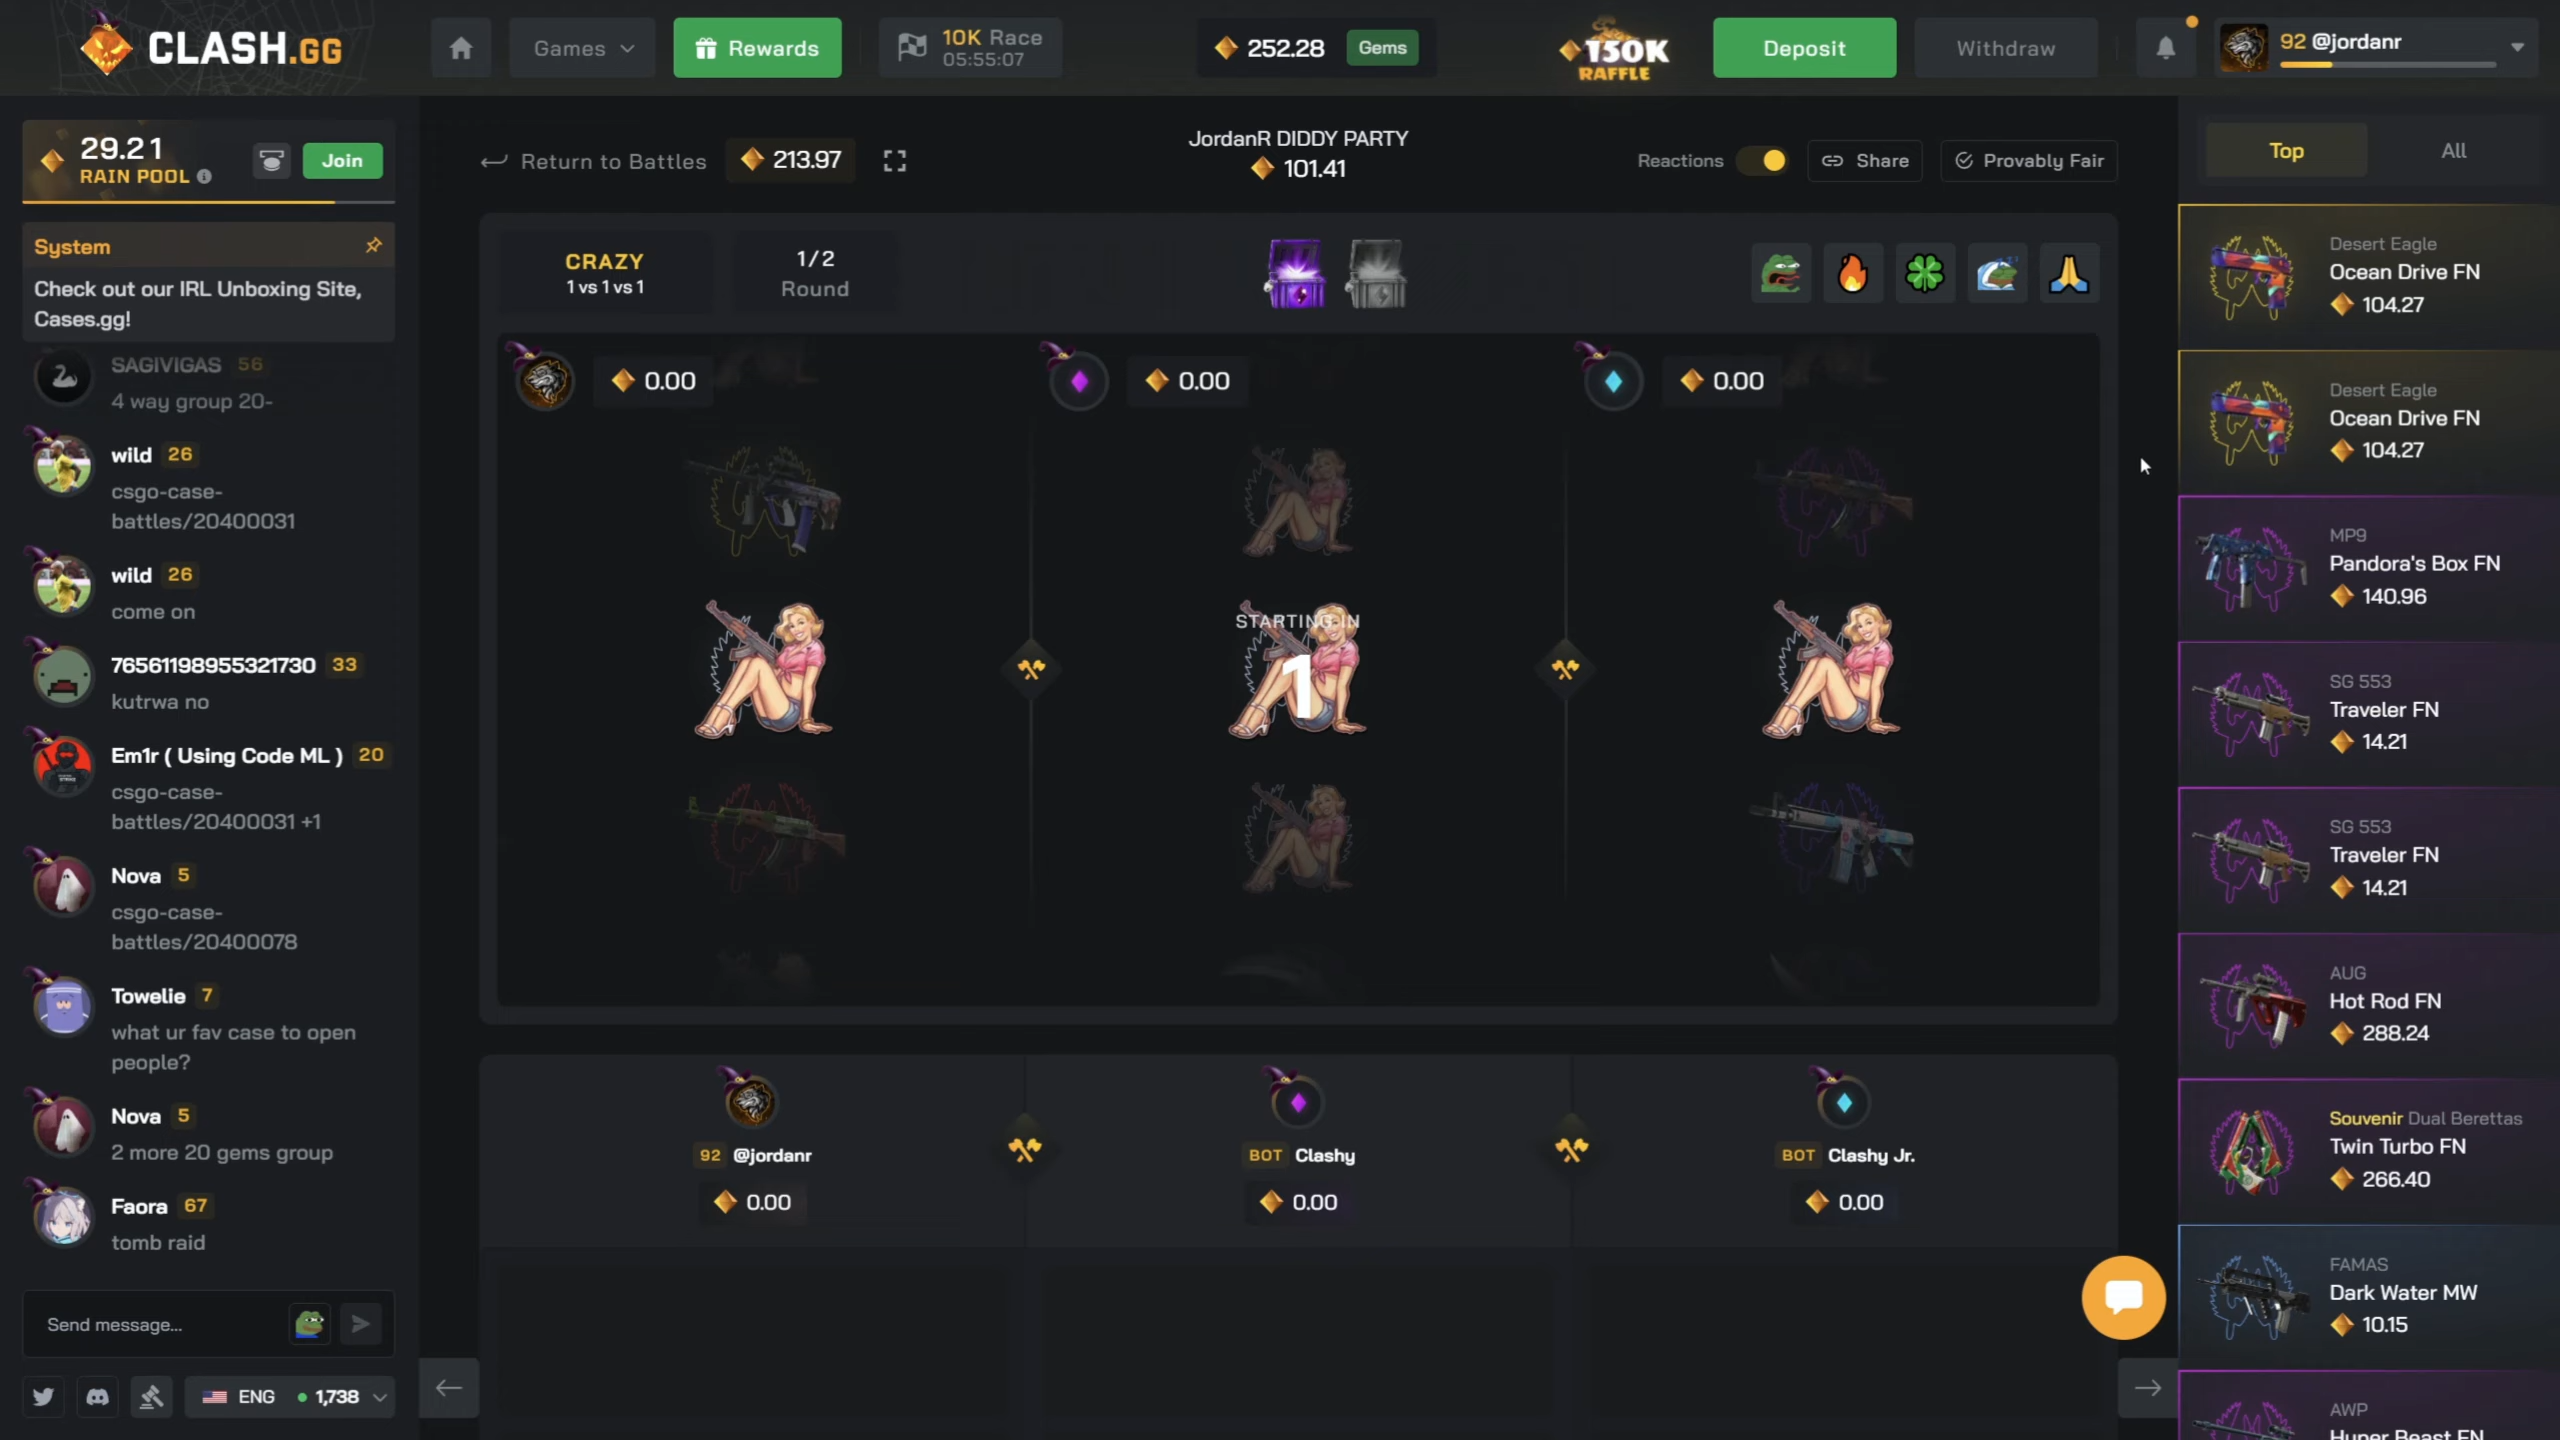 CLASH.GG
Games
Rewards
10K Race
05:55:07
252.28
Gems
150K
RAFFLE
Deposit
Withdraw
92 @jordanr
29.21
RAIN POOL
Join
System
Check out our IRL Unboxing Site,
Cases.gg!
SAGIVIGAS 56
4 way group 20-
wild 26
csgo-case-
battles/20400031
wild 26
come on
76561198955321730 33
kutrwa no
Em1r ( Using Code ML ) 20
csgo-case-
battles/20400031 +1
Nova 5
csgo-case-
battles/20400078
Towelie 7
what ur fav case to open
people?
Nova 5
2 more 20 gems group
Faora 67
tomb raid
Send message...
ENG 1,738
Return to Battles
213.97
JordanR DIDDY PARTY
101.41
Reactions
Share
Provably Fair
CRAZY
1 vs 1 vs 1
1/2
Round
0.00
0.00
0.00
STARTING IN
1
92 @jordanr
0.00
BOT Clashy
0.00
BOT Clashy Jr.
0.00
Top
All
Desert Eagle
Ocean Drive FN
104.27
Desert Eagle
Ocean Drive FN
104.27
MP9
Pandora's Box FN
140.96
SG 553
Traveler FN
14.21
SG 553
Traveler FN
14.21
AUG
Hot Rod FN
288.24
Souvenir Dual Berettas
Twin Turbo FN
266.40
FAMAS
Dark Water MW
10.15
AWP
Hyper Beast FN